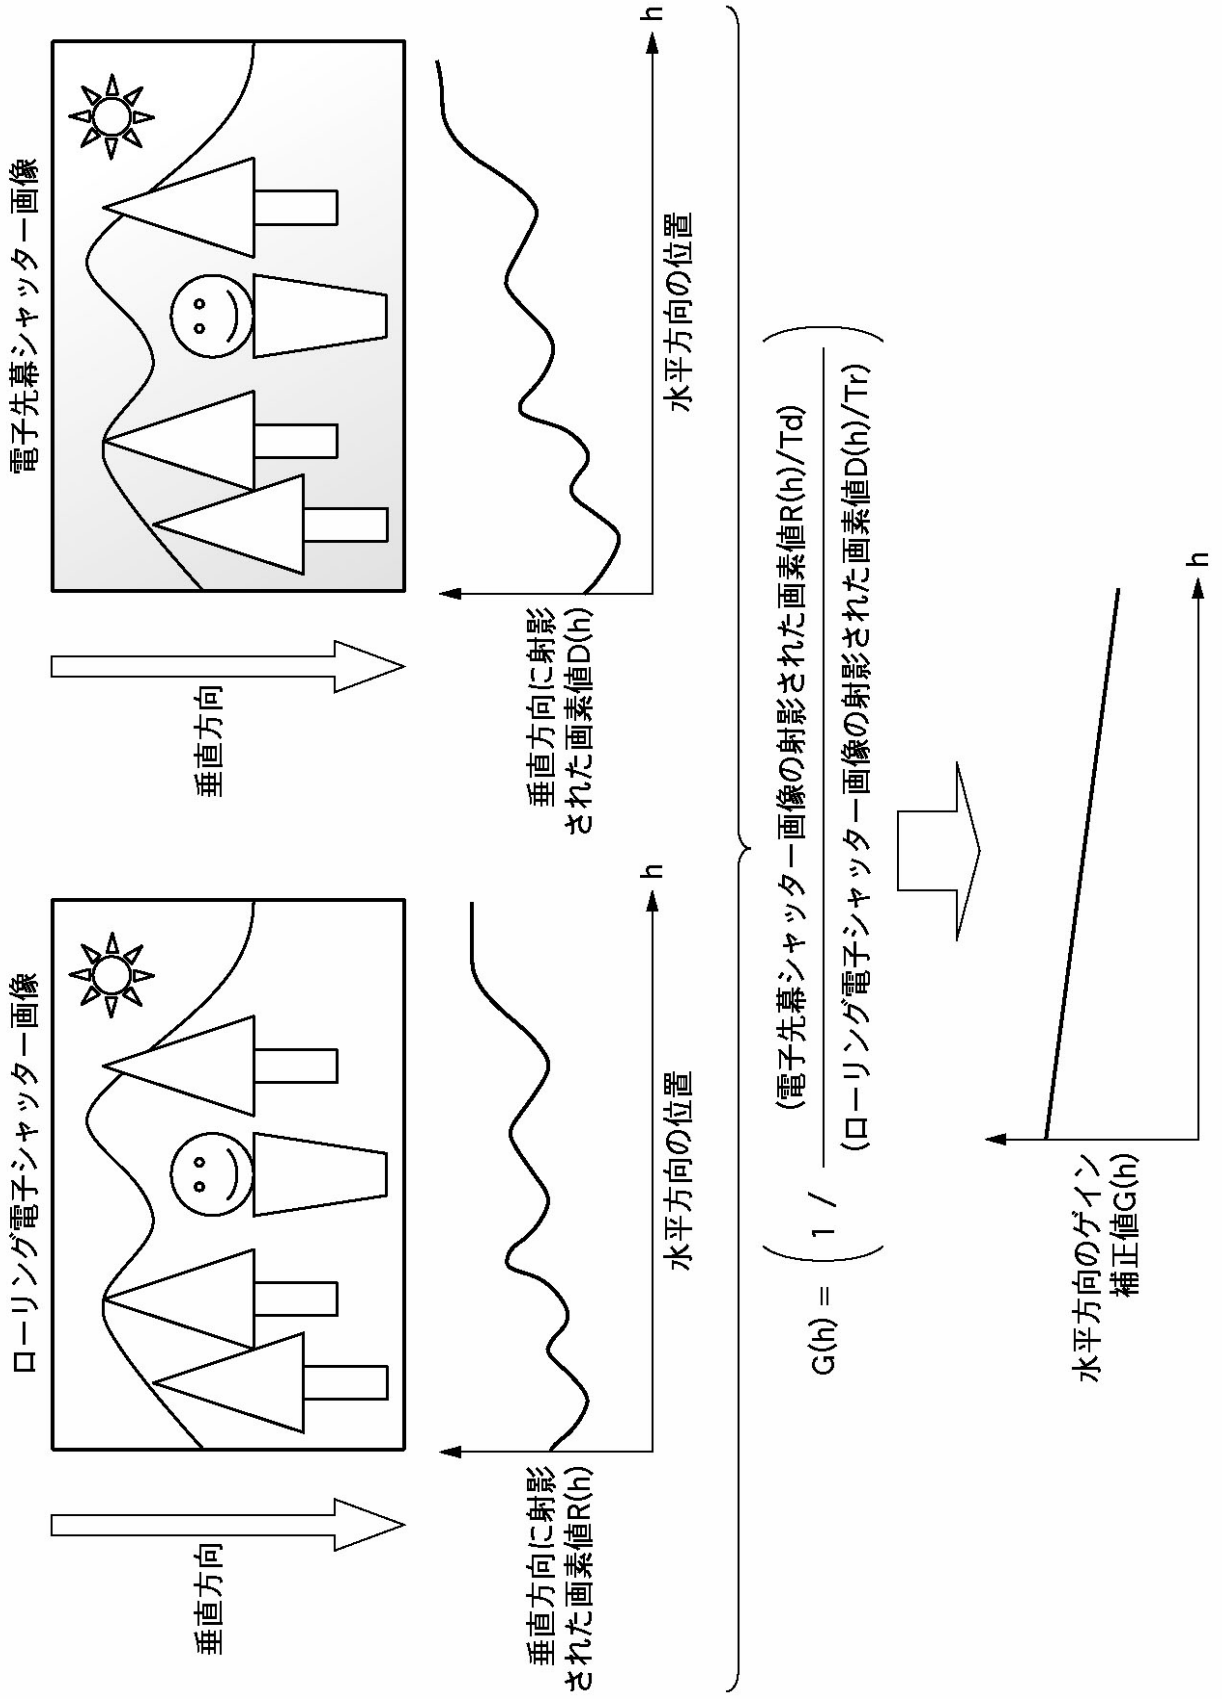 ローリング電子シャッター画像
垂直方向
垂直方向に射影
された画素値R(h)
h
水平方向の位置
電子先幕シャッター画像
垂直方向
垂直方向に射影
された画素値D(h)
h
水平方向の位置
G(h) = ( 1 /
(電子先幕シャッター画像の射影された画素値R(h)/Td)
(ローリング電子シャッター画像の射影された画素値D(h)/Tr)
)
水平方向のゲイン
補正値G(h)
h